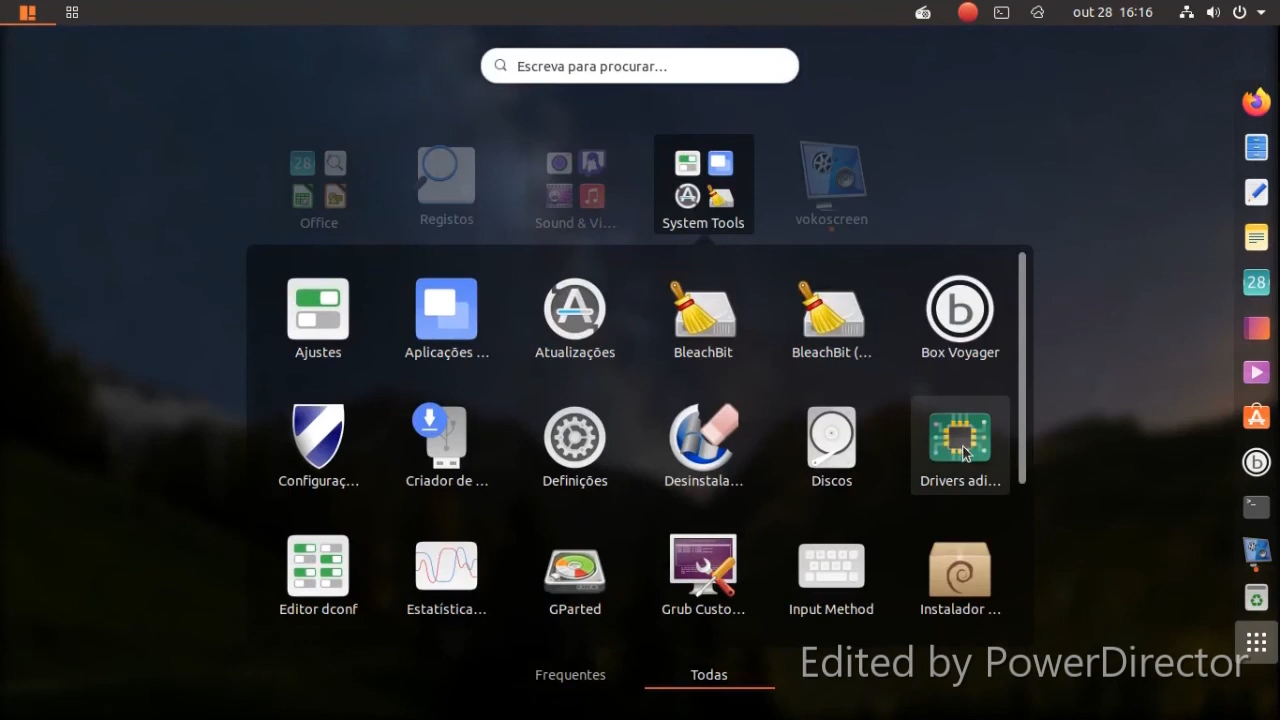 out 28 16:16
Escreva para procurar...
28
Office
Registos
Sound & Vi...
System Tools
vokoscreen
Ajustes
Aplicações ...
Atualizações
BleachBit
BleachBit (...
b
Box Voyager
28
Configuraç...
Criador de ...
Definições
Desinstala...
Discos
Drivers adi...
b
Editor dconf
Estatística...
GParted
Grub Custo...
Input Method
Instalador ...
Frequentes
Todas
Edited by PowerDirector